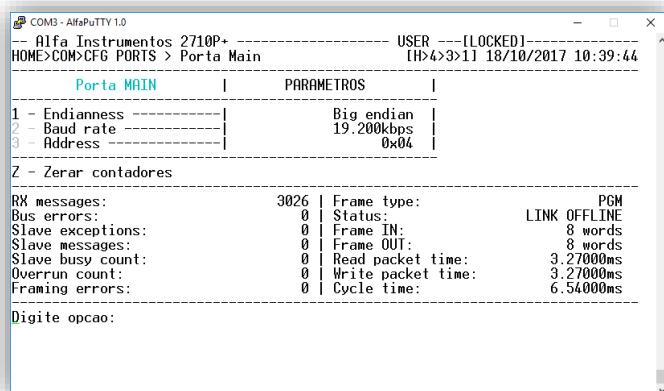 COM3 - AlfaPuTTY 1.0
-- Alfa Instrumentos 2710P+ -------------------- USER ---[LOCKED]--------------
HOME>COM>CFG PORTS > Porta Main [H>4>3>1] 18/10/2017 10:39:44
Porta MAIN | PARAMETROS |
1 - Endianness ------------| Big endian |
2 - Baud rate -------------| 19.200kbps |
3 - Address ---------------| 0x04 |
Z - Zerar contadores
RX messages: 3026 | Frame type: PGM
Bus errors: 0 | Status: LINK OFFLINE
Slave exceptions: 0 | Frame IN: 8 words
Slave messages: 0 | Frame OUT: 8 words
Slave busy count: 0 | Read packet time: 3.27000ms
Overrun count: 0 | Write packet time: 3.27000ms
Framing errors: 0 | Cycle time: 6.54000ms
Digite opcao: